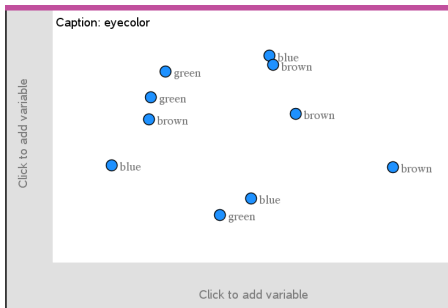 Caption: eyecolor
blue
brown
green
green
brown
brown
blue
brown
blue
green
Click to add variable
Click to add variable